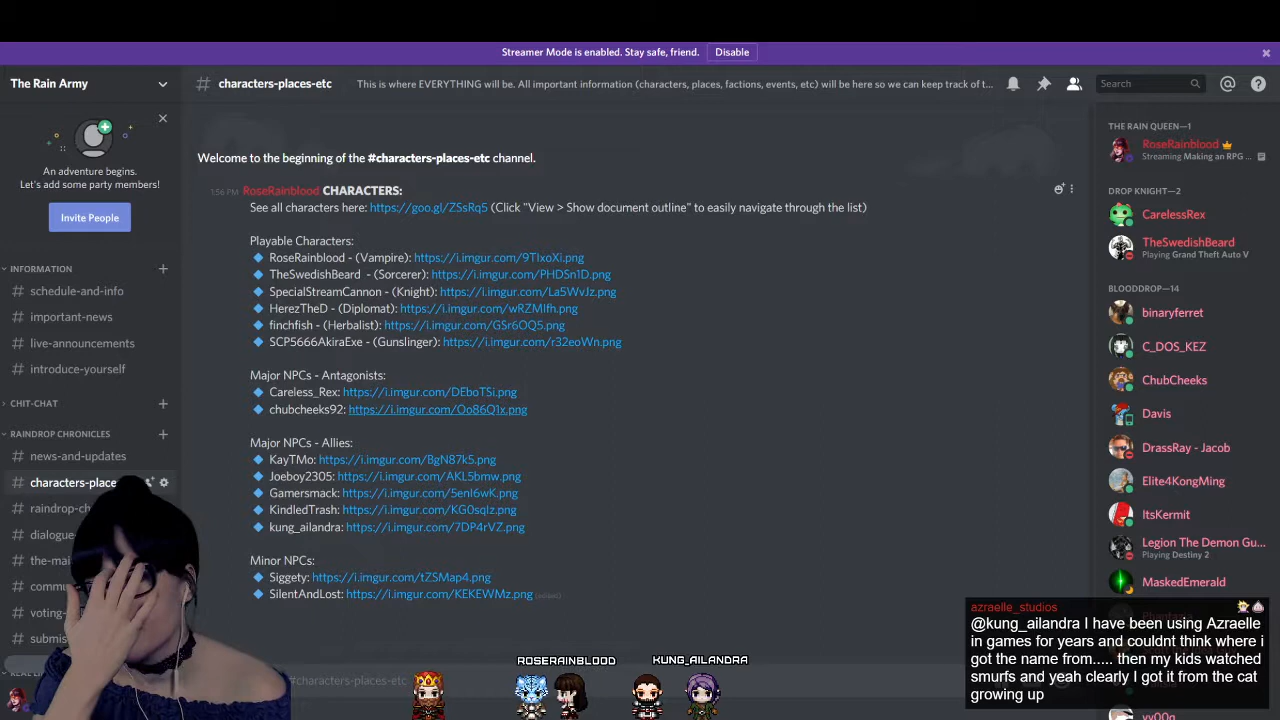 Streamer Mode is enabled. Stay safe, friend. Disable
The Rain Army
# characters-places-etc
This is where EVERYTHING will be. All important information (characters, places, factions, events, etc) will be here so we can keep track of t...
Search
An adventure begins.
Let's add some party members!
Invite People
INFORMATION
# schedule-and-info
# important-news
# live-announcements
# introduce-yourself
CHIT-CHAT
RAINDROP CHRONICLES
# news-and-updates
# characters-place
# raindrop-ch
# dialogue-
# the-mai
# commu
# voting-
# submis
Welcome to the beginning of the #characters-places-etc channel.
1:56 PM RoseRainblood CHARACTERS:
See all characters here: https://goo.gl/ZSsRq5 (Click "View > Show document outline" to easily navigate through the list)
Playable Characters:
RoseRainblood - (Vampire): https://i.imgur.com/9TIxoXi.png
TheSwedishBeard - (Sorcerer): https://i.imgur.com/PHDSn1D.png
SpecialStreamCannon - (Knight): https://i.imgur.com/La5WvJz.png
HerezTheD - (Diplomat): https://i.imgur.com/wRZMIfh.png
finchfish - (Herbalist): https://i.imgur.com/GSr6OQ5.png
SCP5666AkiraExe - (Gunslinger): https://i.imgur.com/r32eoWn.png
Major NPCs - Antagonists:
Careless_Rex: https://i.imgur.com/DEboTSi.png
chubcheeks92: https://i.imgur.com/Oo86Q1x.png
Major NPCs - Allies:
KayTMo: https://i.imgur.com/BgN87k5.png
Joeboy2305: https://i.imgur.com/AKL5bmw.png
Gamersmack: https://i.imgur.com/5enI6wK.png
KindledTrash: https://i.imgur.com/KG0sqlz.png
kung_ailandra: https://i.imgur.com/7DP4rVZ.png
Minor NPCs:
Siggety: https://i.imgur.com/tZSMap4.png
SilentAndLost: https://i.imgur.com/KEKEWMz.png (edited)
#characters-places-etc
ROSERAINBLOOD
KUNG_AILANDRA
THE RAIN QUEEN—1
RoseRainblood
Streaming Making an RPG ...
DROP KNIGHT—2
CarelessRex
TheSwedishBeard
Playing Grand Theft Auto V
BLOODDROP—14
binaryferret
C_DOS_KEZ
ChubCheeks
Davis
DrassRay - Jacob
Elite4KongMing
ItsKermit
Legion The Demon Gu...
Playing Destiny 2
MaskedEmerald
azraelle_studios
@kung_ailandra I have been using Azraelle
in games for years and couldnt think where i
got the name from..... then my kids watched
smurfs and yeah clearly I got it from the cat
growing up